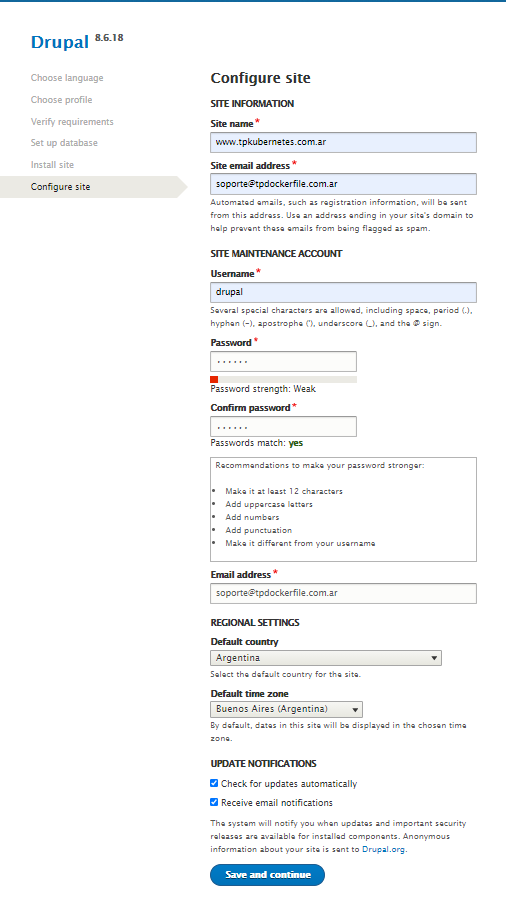 Drupal 8.6.18
Choose language
Choose profile
Verify requirements
Set up database
Install site
Configure site
Configure site
SITE INFORMATION
Site name *
www.tpkubernetes.com.ar
Site email address *
soporte@tpdockerfile.com.ar
Automated emails, such as registration information, will be sent
from this address. Use an address ending in your site's domain to
help prevent these emails from being flagged as spam.
SITE MAINTENANCE ACCOUNT
Username *
drupal
Several special characters are allowed, including space, period (.),
hyphen (-), apostrophe ('), underscore (_), and the @ sign.
Password *
······
Password strength: Weak
Confirm password *
······
Passwords match: yes
Recommendations to make your password stronger:
• Make it at least 12 characters
• Add uppercase letters
• Add numbers
• Add punctuation
• Make it different from your username
Email address *
soporte@tpdockerfile.com.ar
REGIONAL SETTINGS
Default country
Argentina
Select the default country for the site.
Default time zone
Buenos Aires (Argentina)
By default, dates in this site will be displayed in the chosen time
zone.
UPDATE NOTIFICATIONS
Check for updates automatically
Receive email notifications
The system will notify you when updates and important security
releases are available for installed components. Anonymous
information about your site is sent to Drupal.org.
Save and continue